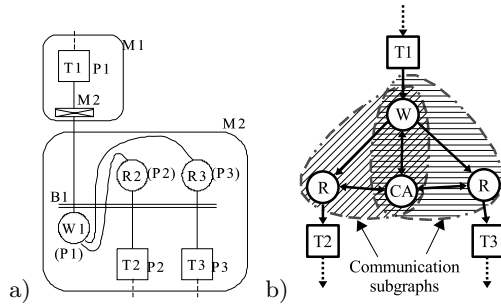 M1
T1 P1
M2
M2
R2 (P2) R3 (P3)
B1
W1
(P1)
T2 P2 T3 P3
a)
T1
W
R CA R
T2 T3
Communication
subgraphs
b)